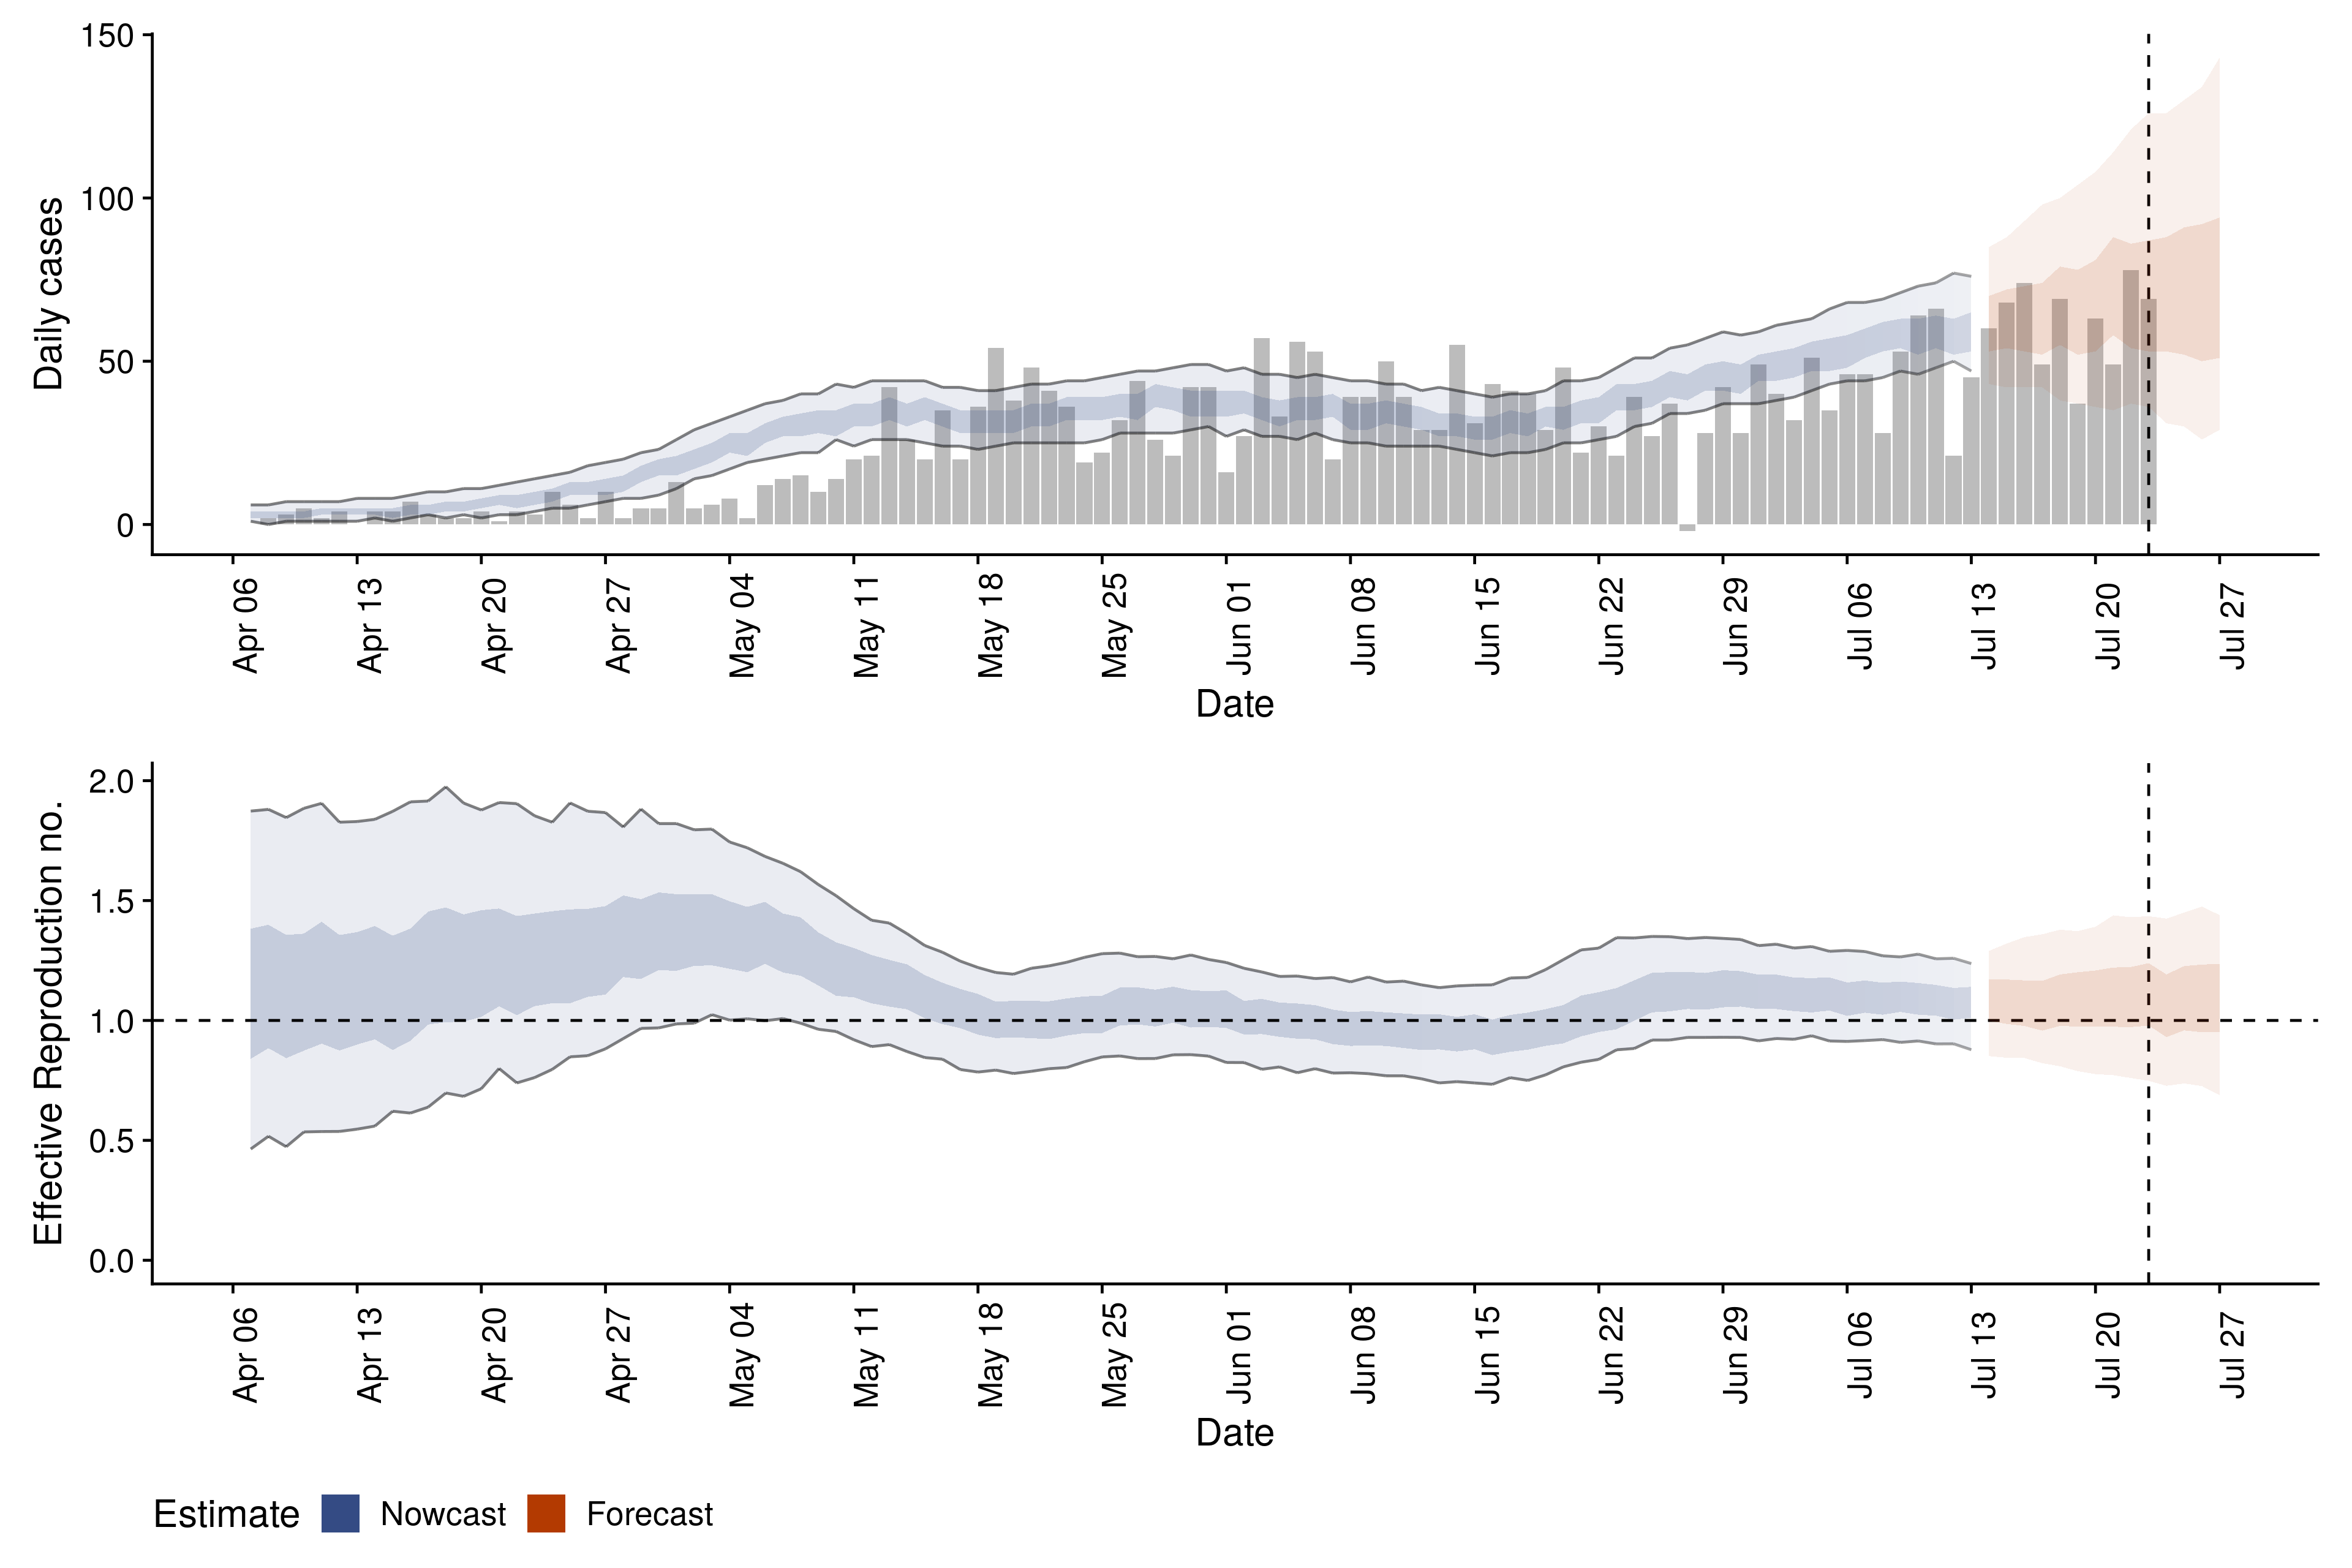 150
100
50
0
Daily cases
Apr 06
Apr 13
Apr 20
Apr 27
May 04
May 11
May 18
May 25
Jun 01
Jun 08
Jun 15
Jun 22
Jun 29
Jul 06
Jul 13
Jul 20
Jul 27
Date
2.0
1.5
1.0
0.5
0.0
Effective Reproduction no.
Apr 06
Apr 13
Apr 20
Apr 27
May 04
May 11
May 18
May 25
Jun 01
Jun 08
Jun 15
Jun 22
Jun 29
Jul 06
Jul 13
Jul 20
Jul 27
Date
Estimate Nowcast Forecast